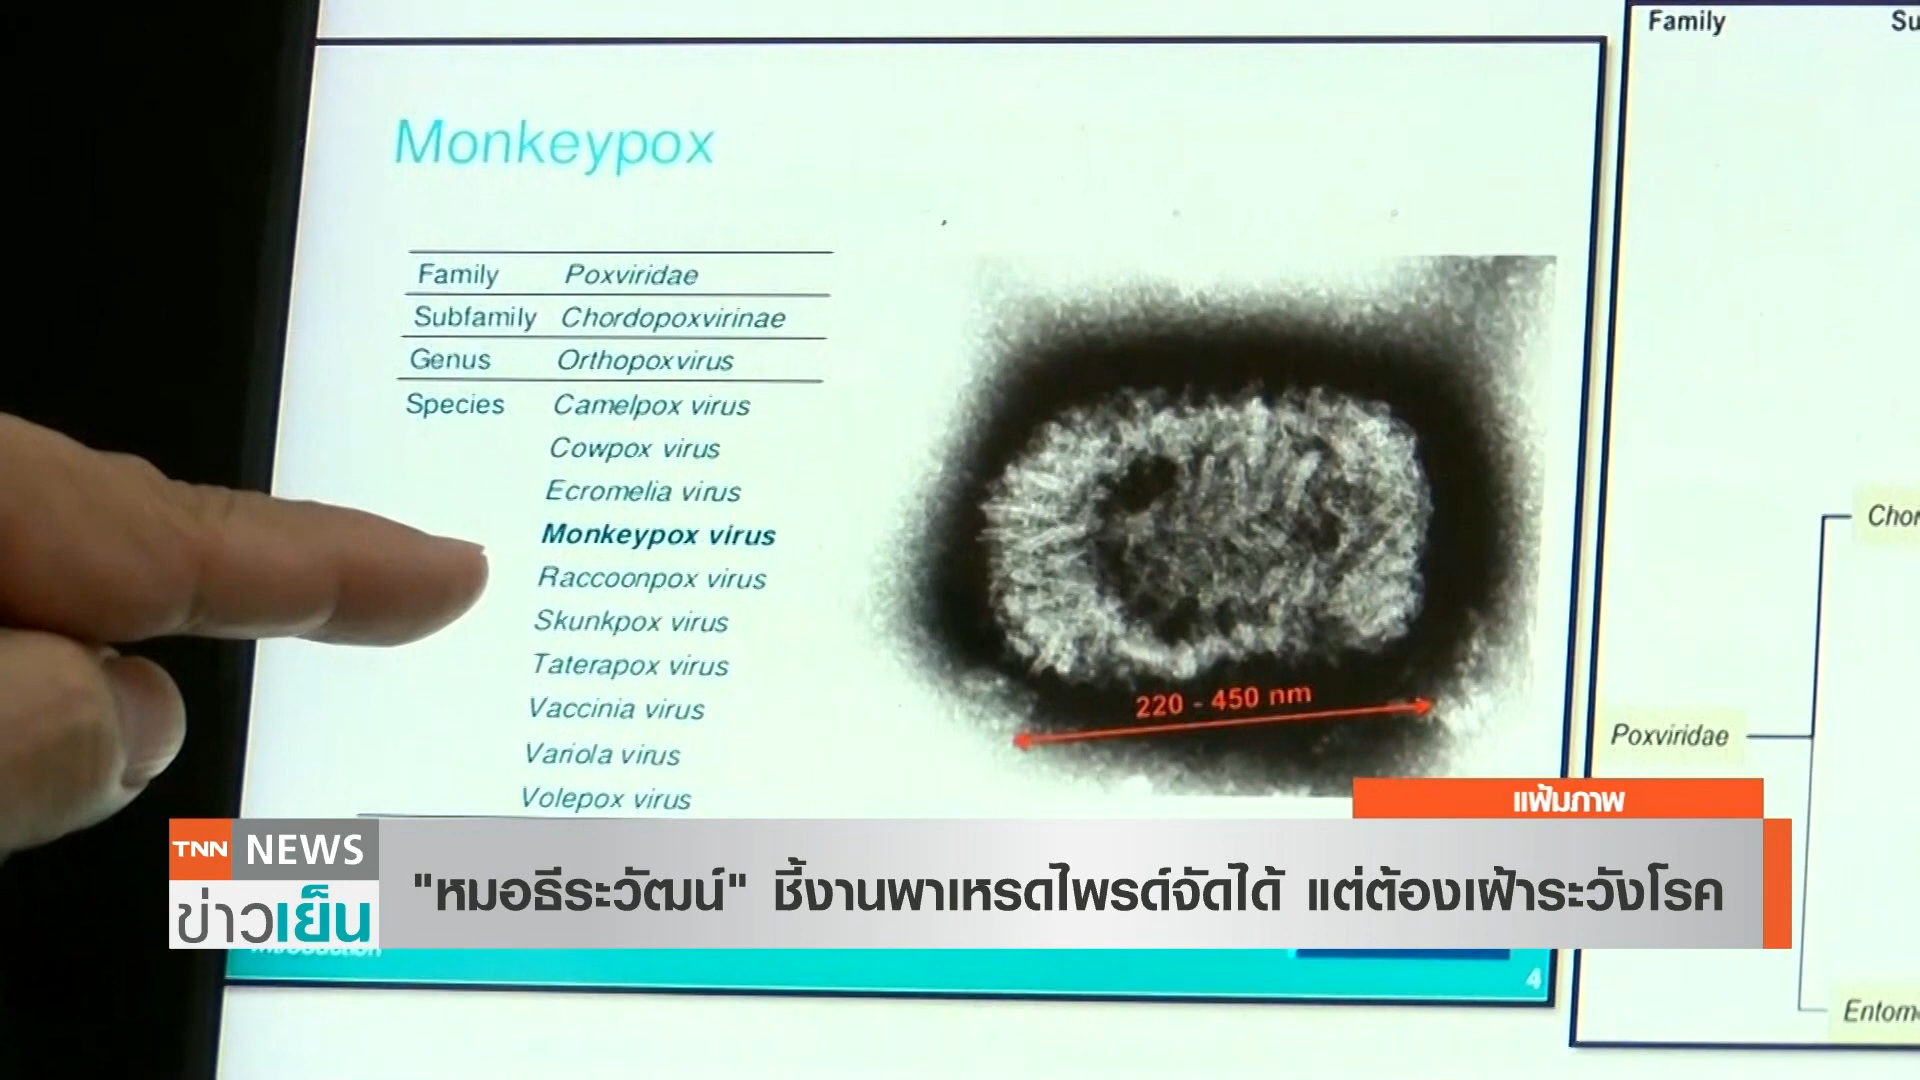 Monkeypox
Family Poxviridae
Subfamily Chordopoxvirinae
Genus Orthopoxvirus
Species Camelpox virus
Cowpox virus
Ecromelia virus
Monkeypox virus
Raccoonpox virus
Skunkpox virus
Taterapox virus
Vaccinia virus
Variola virus
Volepox virus
220 - 450 nm
4
Family Su
Chor
Poxviridae
Entom
แฟ้มภาพ
TNN NEWS
ข่าวเย็น
"หมอธีระวัฒน์" ชี้งานพาเหรดไพรด์จัดได้ แต่ต้องเฝ้าระวังโรค